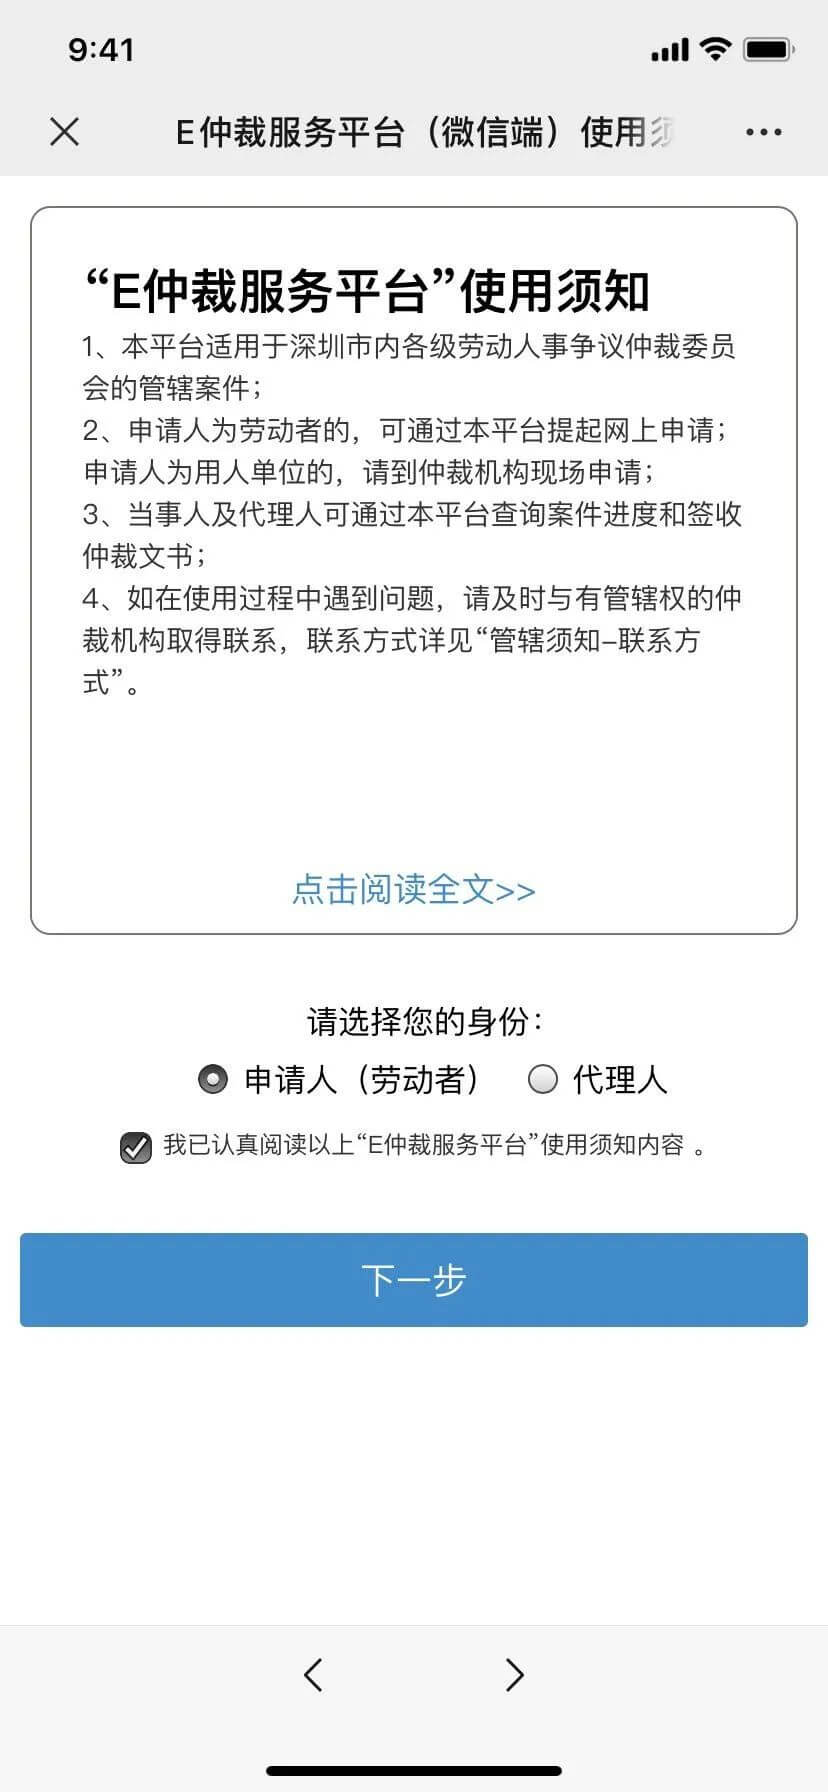 9:41
E仲裁服务平台（微信端）使用须
“E仲裁服务平台”使用须知
1、本平台适用于深圳市内各级劳动人事争议仲裁委员
会的管辖案件；
2、申请人为劳动者的，可通过本平台提起网上申请；
申请人为用人单位的，请到仲裁机构现场申请；
3、当事人及代理人可通过本平台查询案件进度和签收
仲裁文书；
4、如在使用过程中遇到问题，请及时与有管辖权的仲
裁机构取得联系，联系方式详见“管辖须知–联系方
式”。
点击阅读全文>>
请选择您的身份：
申请人（劳动者） 代理人
我已认真阅读以上“E仲裁服务平台”使用须知内容 。
下一步